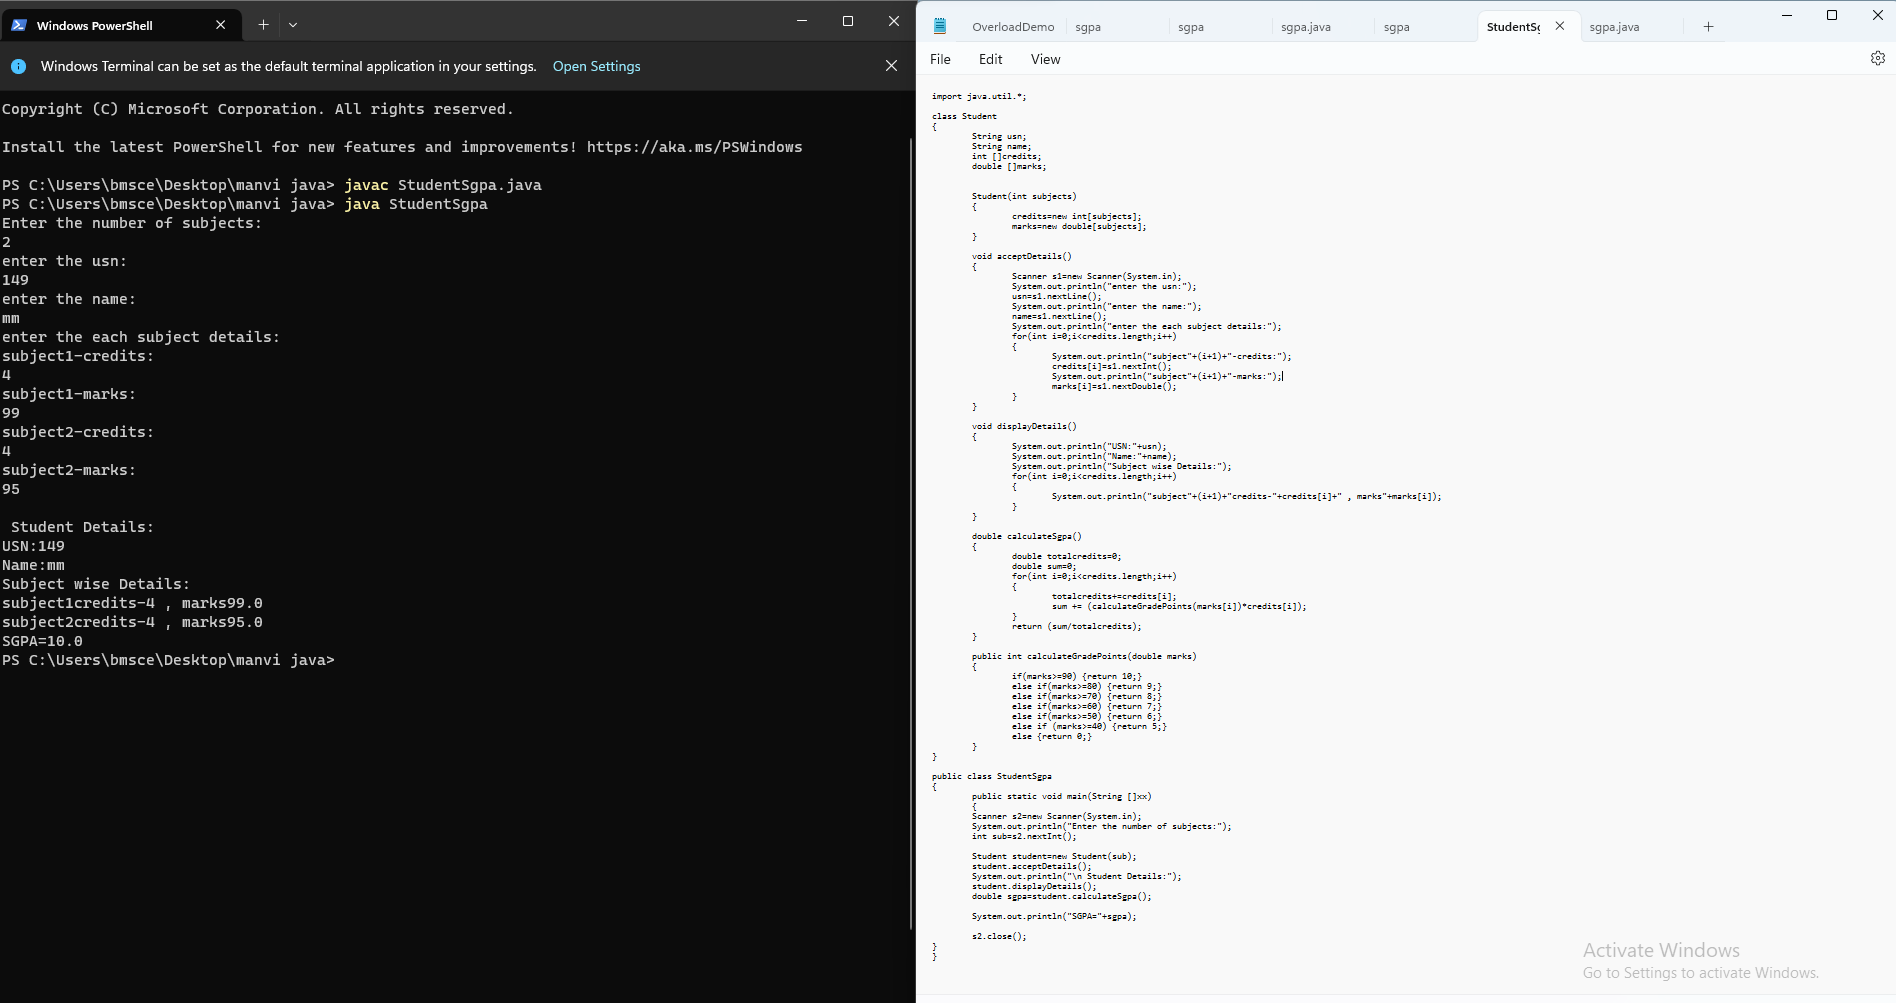 Windows PowerShell
Windows Terminal can be set as the default terminal application in your settings. Open Settings
Copyright (C) Microsoft Corporation. All rights reserved.
Install the latest PowerShell for new features and improvements! https://aka.ms/PSWindows
PS C:\Users\bmsce\Desktop\manvi java> javac StudentSgpa.java
PS C:\Users\bmsce\Desktop\manvi java> java StudentSgpa
Enter the number of subjects:
2
enter the usn:
149
enter the name:
mm
enter the each subject details:
subject1-credits:
4
subject1-marks:
99
subject2-credits:
4
subject2-marks:
95
Student Details:
USN:149
Name:mm
Subject wise Details:
subject1credits-4 , marks99.0
subject2credits-4 , marks95.0
SGPA=10.0
PS C:\Users\bmsce\Desktop\manvi java>
OverloadDemo sgpa sgpa sgpa.java sgpa StudentSg sgpa.java
File Edit View
import java.util.*;
class Student
{
String usn;
String name;
int []credits;
double []marks;
Student(int subjects)
{
credits=new int[subjects];
marks=new double[subjects];
}
void acceptDetails()
{
Scanner s1=new Scanner(System.in);
System.out.println("enter the usn:");
usn=s1.nextLine();
System.out.println("enter the name:");
name=s1.nextLine();
System.out.println("enter the each subject details:");
for(int i=0;i<credits.length;i++)
{
System.out.println("subject"+(i+1)+"-credits:");
credits[i]=s1.nextInt();
System.out.println("subject"+(i+1)+"-marks:");
marks[i]=s1.nextDouble();
}
}
void displayDetails()
{
System.out.println("USN:"+usn);
System.out.println("Name:"+name);
System.out.println("Subject wise Details:");
for(int i=0;i<credits.length;i++)
{
System.out.println("subject"+(i+1)+"credits-"+credits[i]+" , marks"+marks[i]);
}
}
double calculateSgpa()
{
double totalcredits=0;
double sum=0;
for(int i=0;i<credits.length;i++)
{
totalcredits+=credits[i];
sum += (calculateGradePoints(marks[i])*credits[i]);
}
return (sum/totalcredits);
}
public int calculateGradePoints(double marks)
{
if(marks>=90) {return 10;}
else if(marks>=80) {return 9;}
else if(marks>=70) {return 8;}
else if(marks>=60) {return 7;}
else if(marks>=50) {return 6;}
else if (marks>=40) {return 5;}
else {return 0;}
}
}
public class StudentSgpa
{
public static void main(String []xx)
{
Scanner s2=new Scanner(System.in);
System.out.println("Enter the number of subjects:");
int sub=s2.nextInt();
Student student=new Student(sub);
student.acceptDetails();
System.out.println("\n Student Details:");
student.displayDetails();
double sgpa=student.calculateSgpa();
System.out.println("SGPA="+sgpa);
s2.close();
}
}
Activate Windows
Go to Settings to activate Windows.